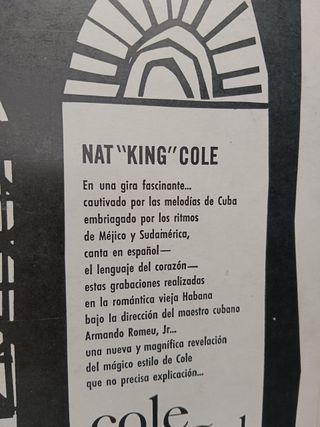 NAT "KING" COLE
En una gira fascinante...
cautivado por las melodías de Cuba
embriagado por los ritmos
de Méjico y Sudamérica,
canta en español—
el lenguaje del corazón—
estas grabaciones realizadas
en la romántica vieja Habana
bajo la dirección del maestro cubano
Armando Romeu, Jr...
una nueva y magnífica revelación
del mágico estilo de Cole
que no precisa explicación...
cole